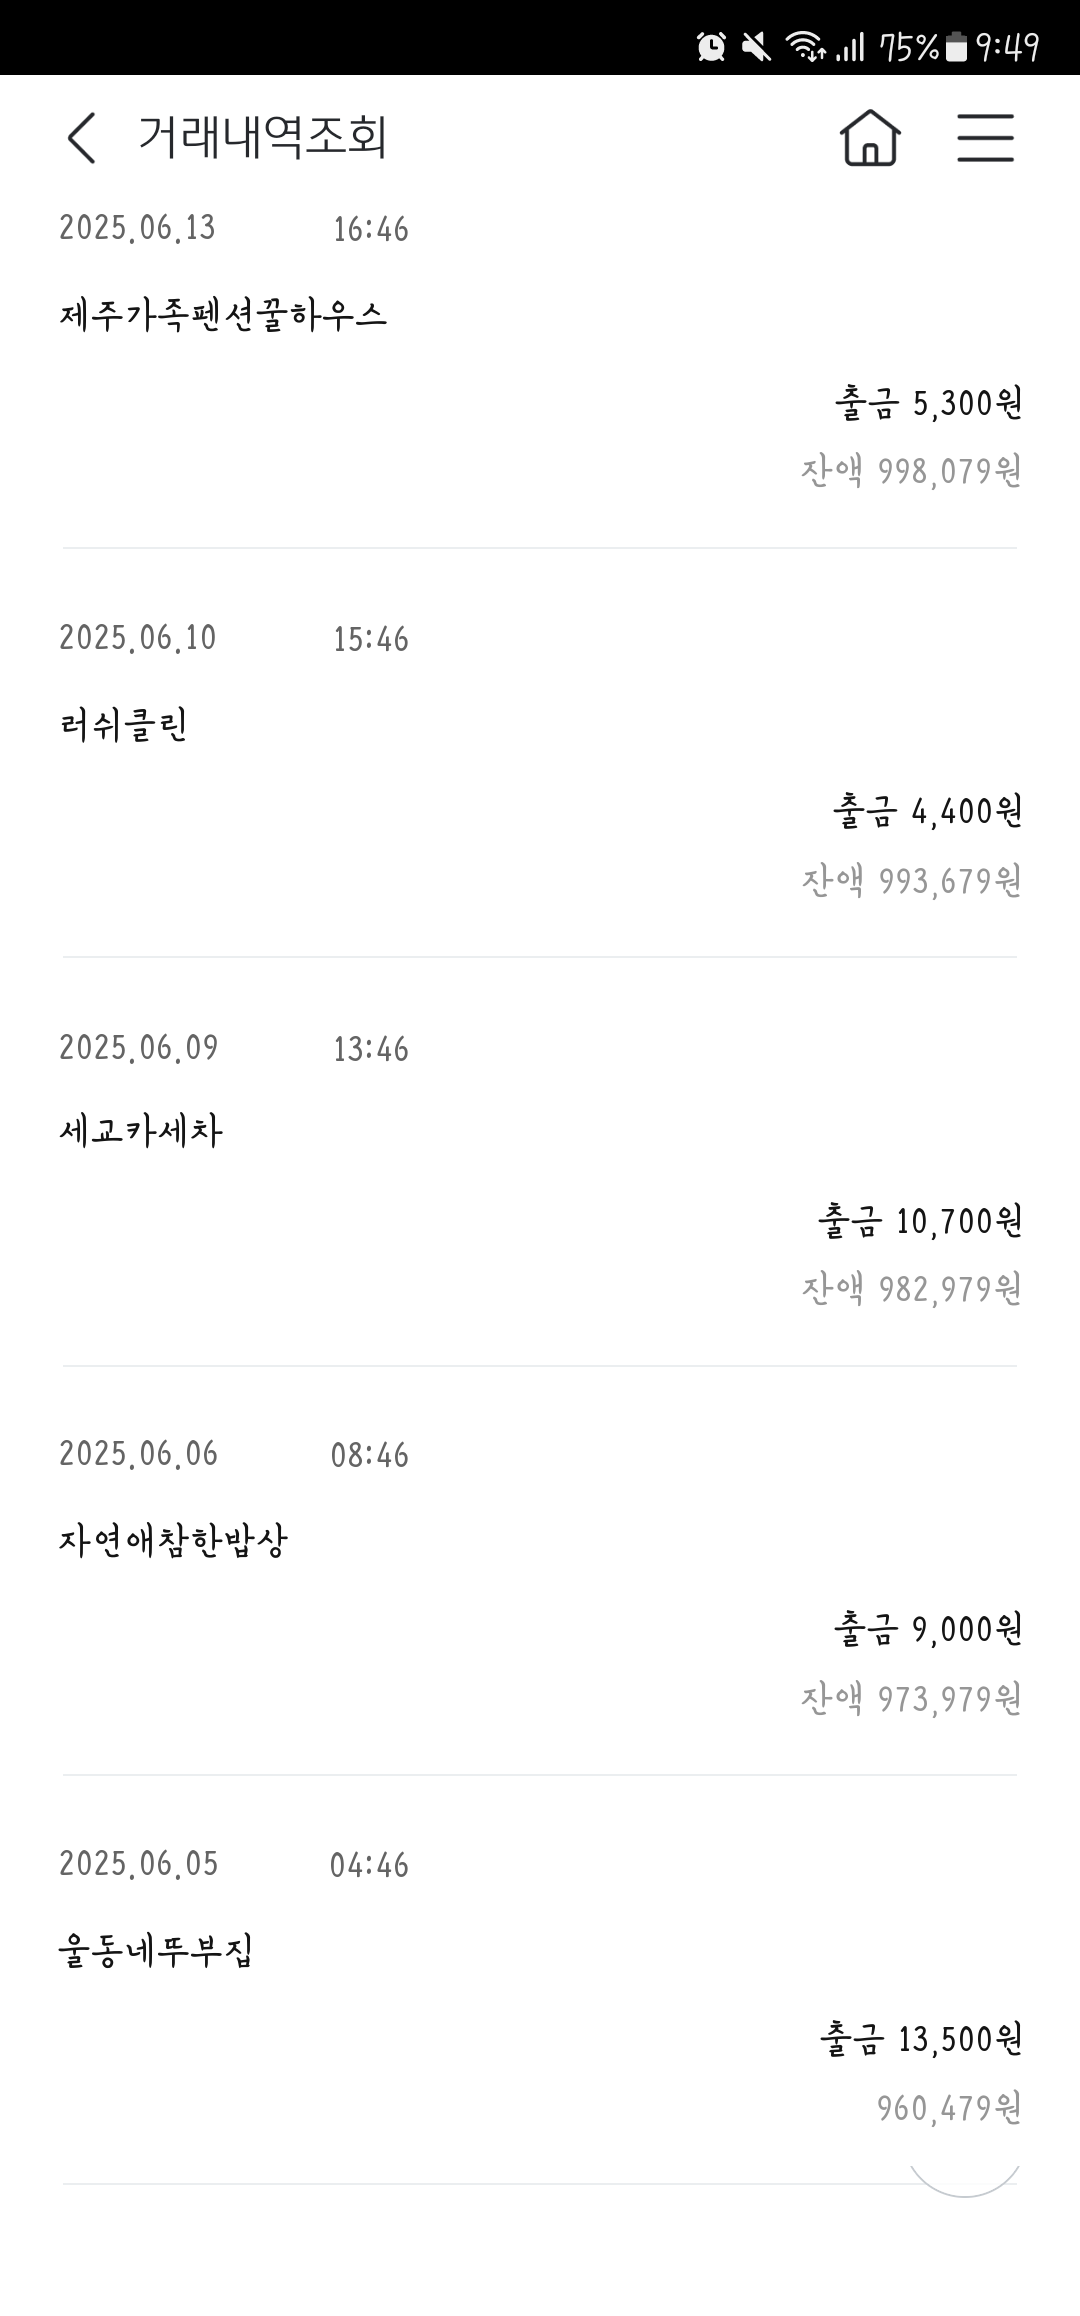 75% 9:49
거래내역조회
2025.06.13 16:46
제주가족펜션꿀하우스
출금 5,300원
잔액 998,079원
2025.06.10 15:46
러쉬클린
출금 4,400원
잔액 993,679원
2025.06.09 13:46
세교카세차
출금 10,700원
잔액 982,979원
2025.06.06 08:46
자연애참한밥상
출금 9,000원
잔액 973,979원
2025.06.05 04:46
울동네뚜부집
출금 13,500원
960,479원